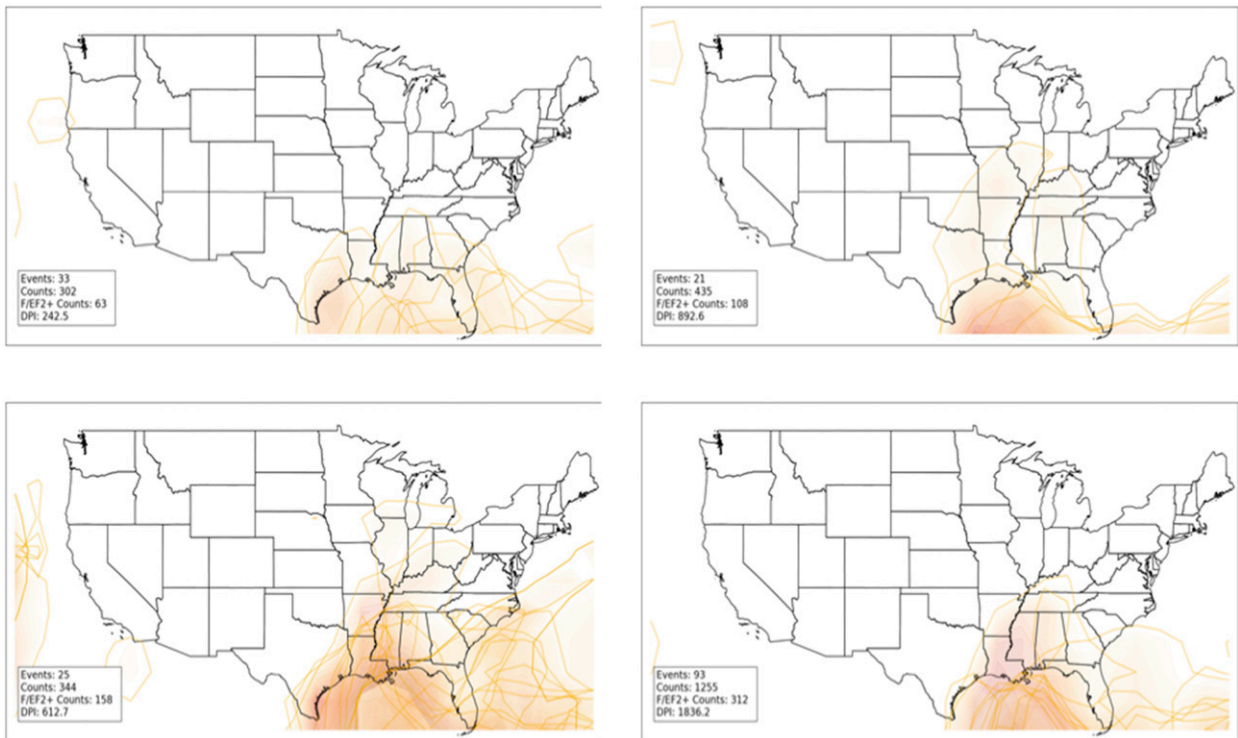 Events: 33
Counts: 302
F/EF2+ Counts: 63
DPI: 242.5
Events: 21
Counts: 435
F/EF2+ Counts: 108
DPI: 892.6
Events: 25
Counts: 344
F/EF2+ Counts: 158
DPI: 612.7
Events: 93
Counts: 1255
F/EF2+ Counts: 312
DPI: 1836.2